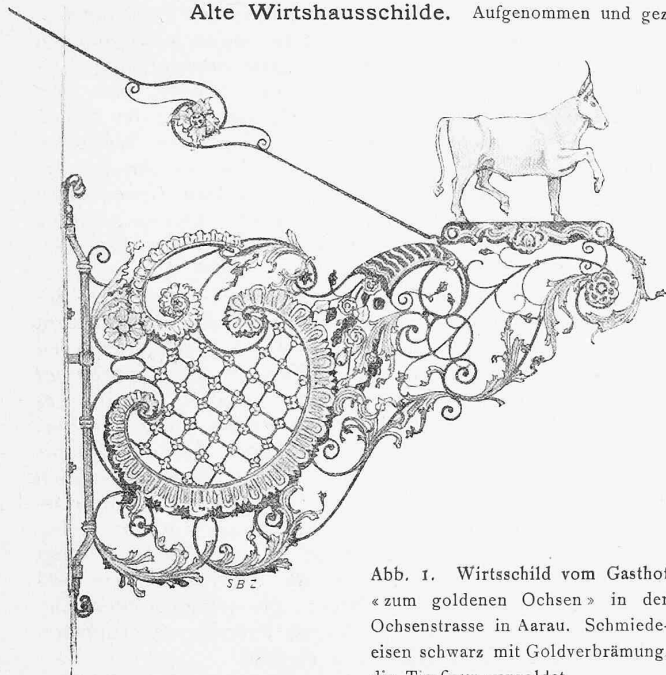 Alte Wirtshausschilde. Aufgenommen und gez
SBZ
Abb. 1. Wirtsschild vom Gasthof
«zum goldenen Ochsen» in der
Ochsenstrasse in Aarau. Schmiede-
eisen schwarz mit Goldverbrämung